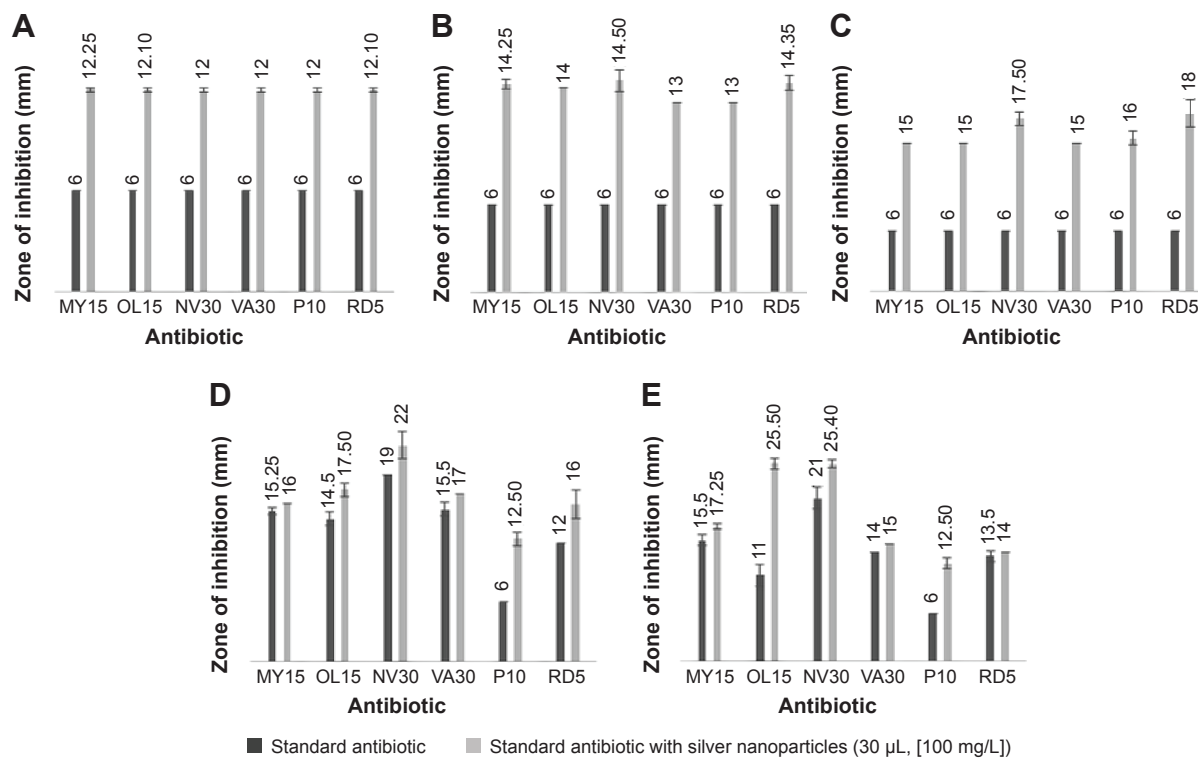 A
Zone of inhibition (mm)
6 12.25 6 12.10 6 12 6 12 6 12 6 12.10
MY15 OL15 NV30 VA30 P10 RD5
Antibiotic
B
Zone of inhibition (mm)
6 14.25 6 14 6 14.50 6 13 6 13 6 14.35
MY15 OL15 NV30 VA30 P10 RD5
Antibiotic
C
Zone of inhibition (mm)
6 15 6 15 6 17.50 6 15 6 16 6 18
MY15 OL15 NV30 VA30 P10 RD5
Antibiotic
D
Zone of inhibition (mm)
15.25 16 14.5 17.50 19 22 15.5 17 6 12.50 12 16
MY15 OL15 NV30 VA30 P10 RD5
Antibiotic
E
Zone of inhibition (mm)
15.5 17.25 11 25.50 21 25.40 14 15 6 12.50 13.5 14
MY15 OL15 NV30 VA30 P10 RD5
Antibiotic
Standard antibiotic Standard antibiotic with silver nanoparticles (30 µL, [100 mg/L])